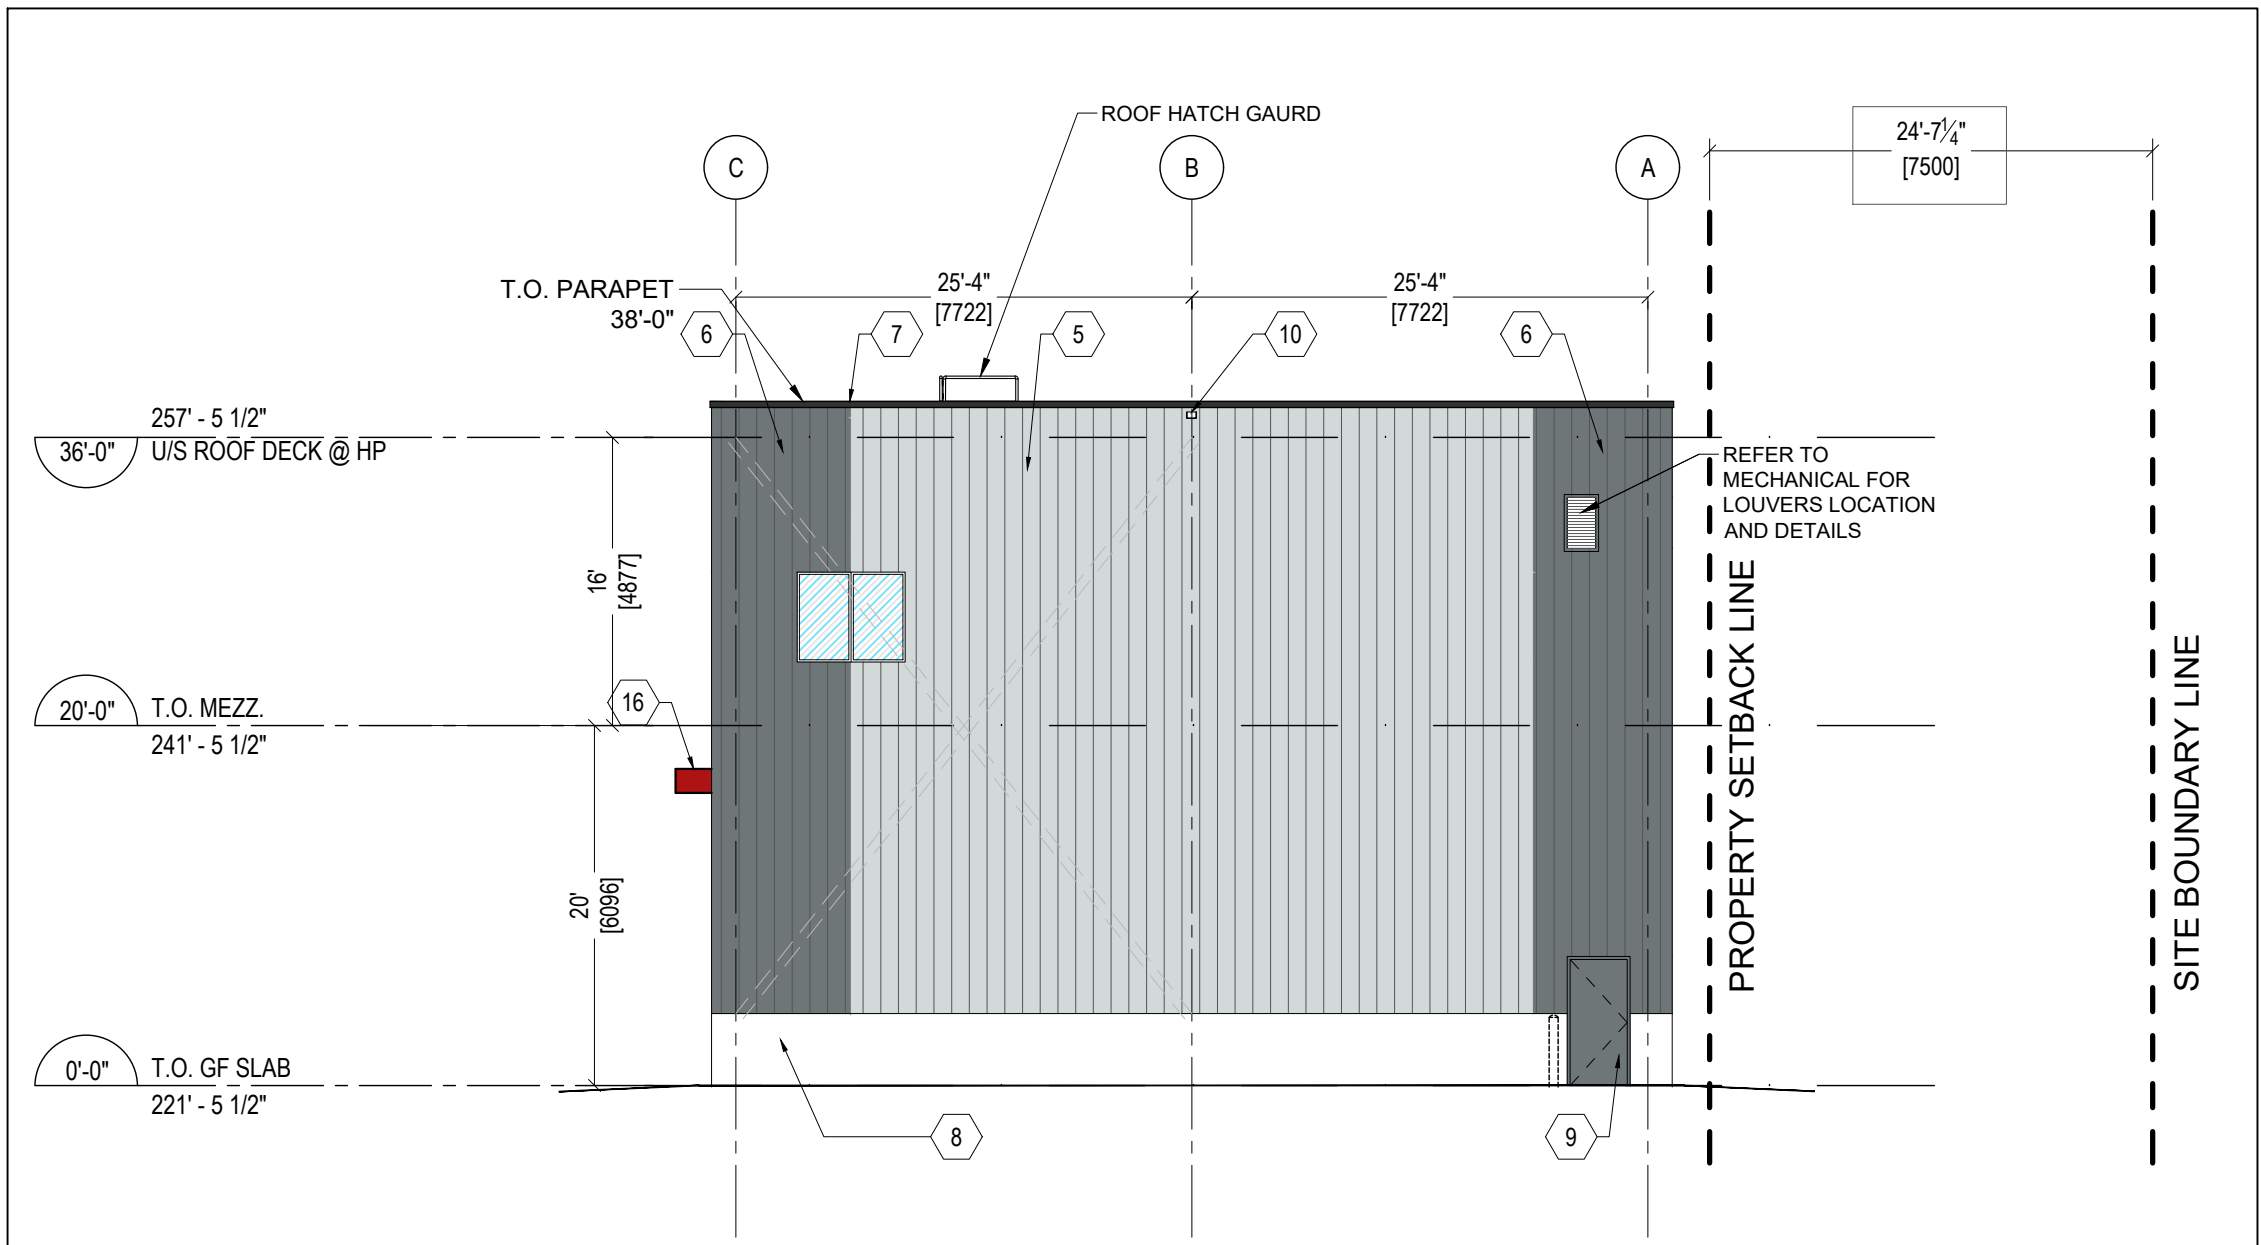 ROOF HATCH GAURD
24'-7 1/4"
[7500]
C
B
A
T.O. PARAPET
38'-0"
25'-4"
[7722]
25'-4"
[7722]
6
7
5
10
6
257' - 5 1/2"
36'-0"
U/S ROOF DECK @ HP
REFER TO
MECHANICAL FOR
LOUVERS LOCATION
AND DETAILS
16'
[4877]
PROPERTY SETBACK LINE
SITE BOUNDARY LINE
20'-0"
T.O. MEZZ.
241' - 5 1/2"
16
20'
[6096]
0'-0"
T.O. GF SLAB
221' - 5 1/2"
8
9